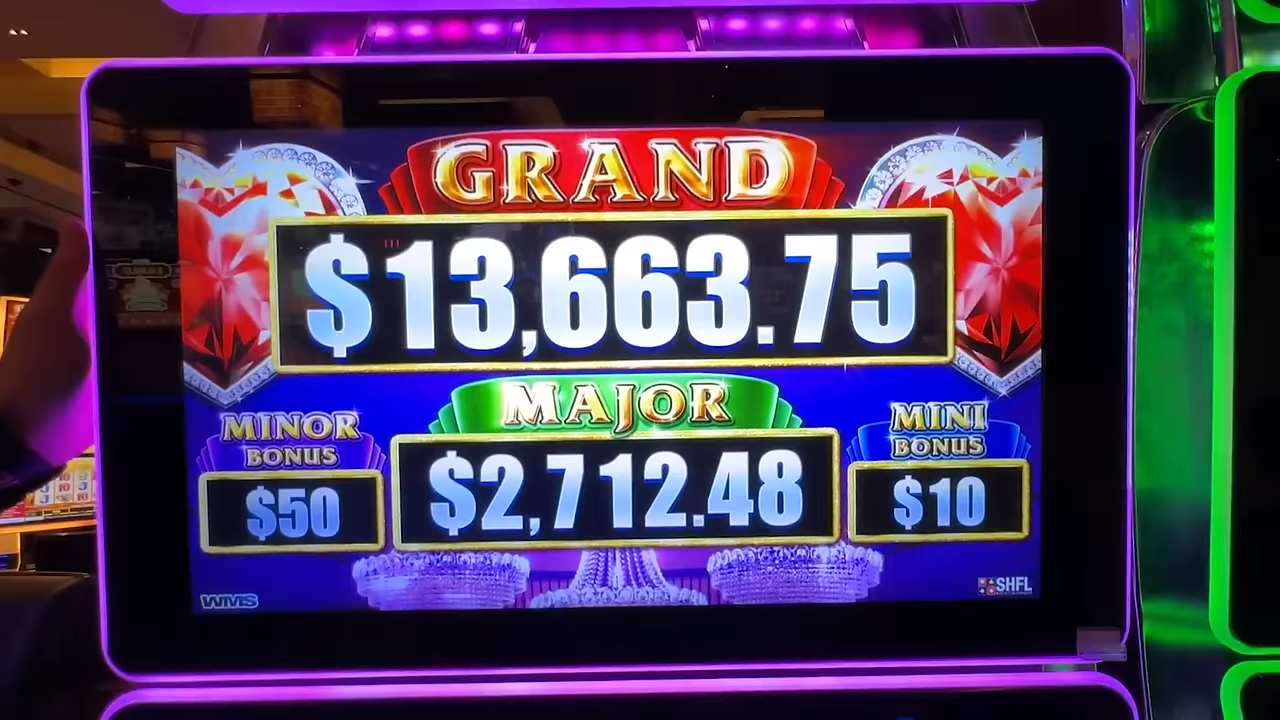 GRAND
$13,663.75
MAJOR
$2,712.48
MINOR
BONUS
$50
MINI
BONUS
$10
WMS
SHFL